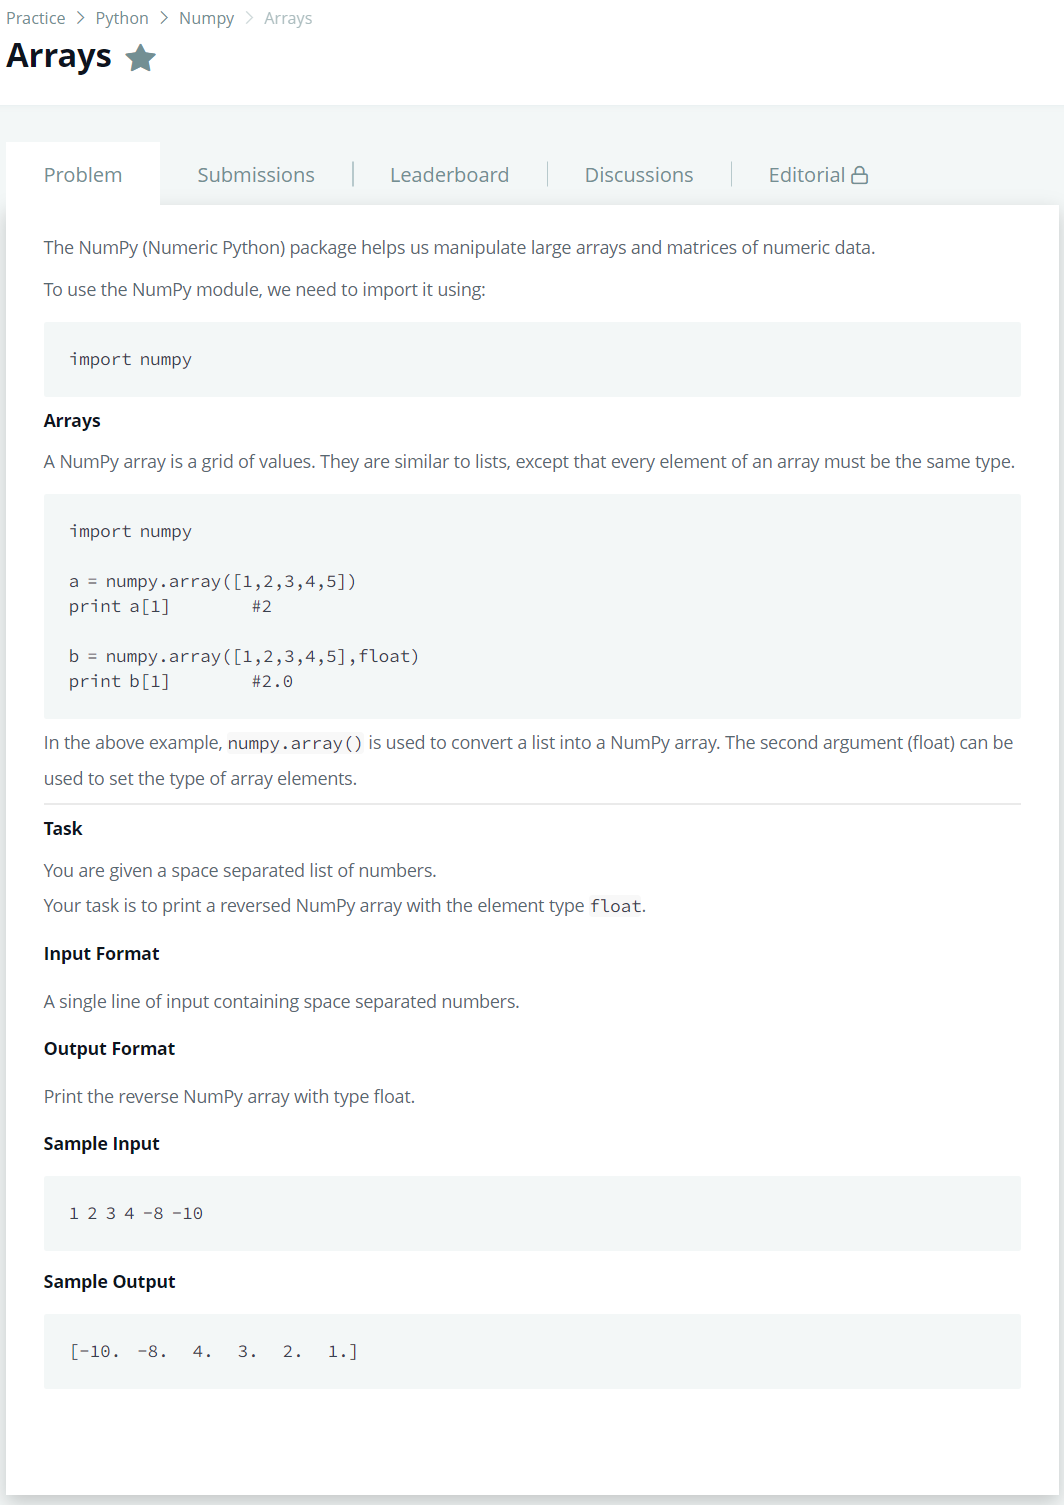 Practice > Python > Numpy > Arrays
Arrays
Problem Submissions Leaderboard Discussions Editorial
The NumPy (Numeric Python) package helps us manipulate large arrays and matrices of numeric data.
To use the NumPy module, we need to import it using:
import numpy
Arrays
A NumPy array is a grid of values. They are similar to lists, except that every element of an array must be the same type.
import numpy
a = numpy.array([1,2,3,4,5])
print a[1]          #2
b = numpy.array([1,2,3,4,5],float)
print b[1]          #2.0
In the above example, numpy.array() is used to convert a list into a NumPy array. The second argument (float) can be
used to set the type of array elements.
Task
You are given a space separated list of numbers.
Your task is to print a reversed NumPy array with the element type float.
Input Format
A single line of input containing space separated numbers.
Output Format
Print the reverse NumPy array with type float.
Sample Input
1 2 3 4 -8 -10
Sample Output
[-10.  -8.   4.   3.   2.   1.]